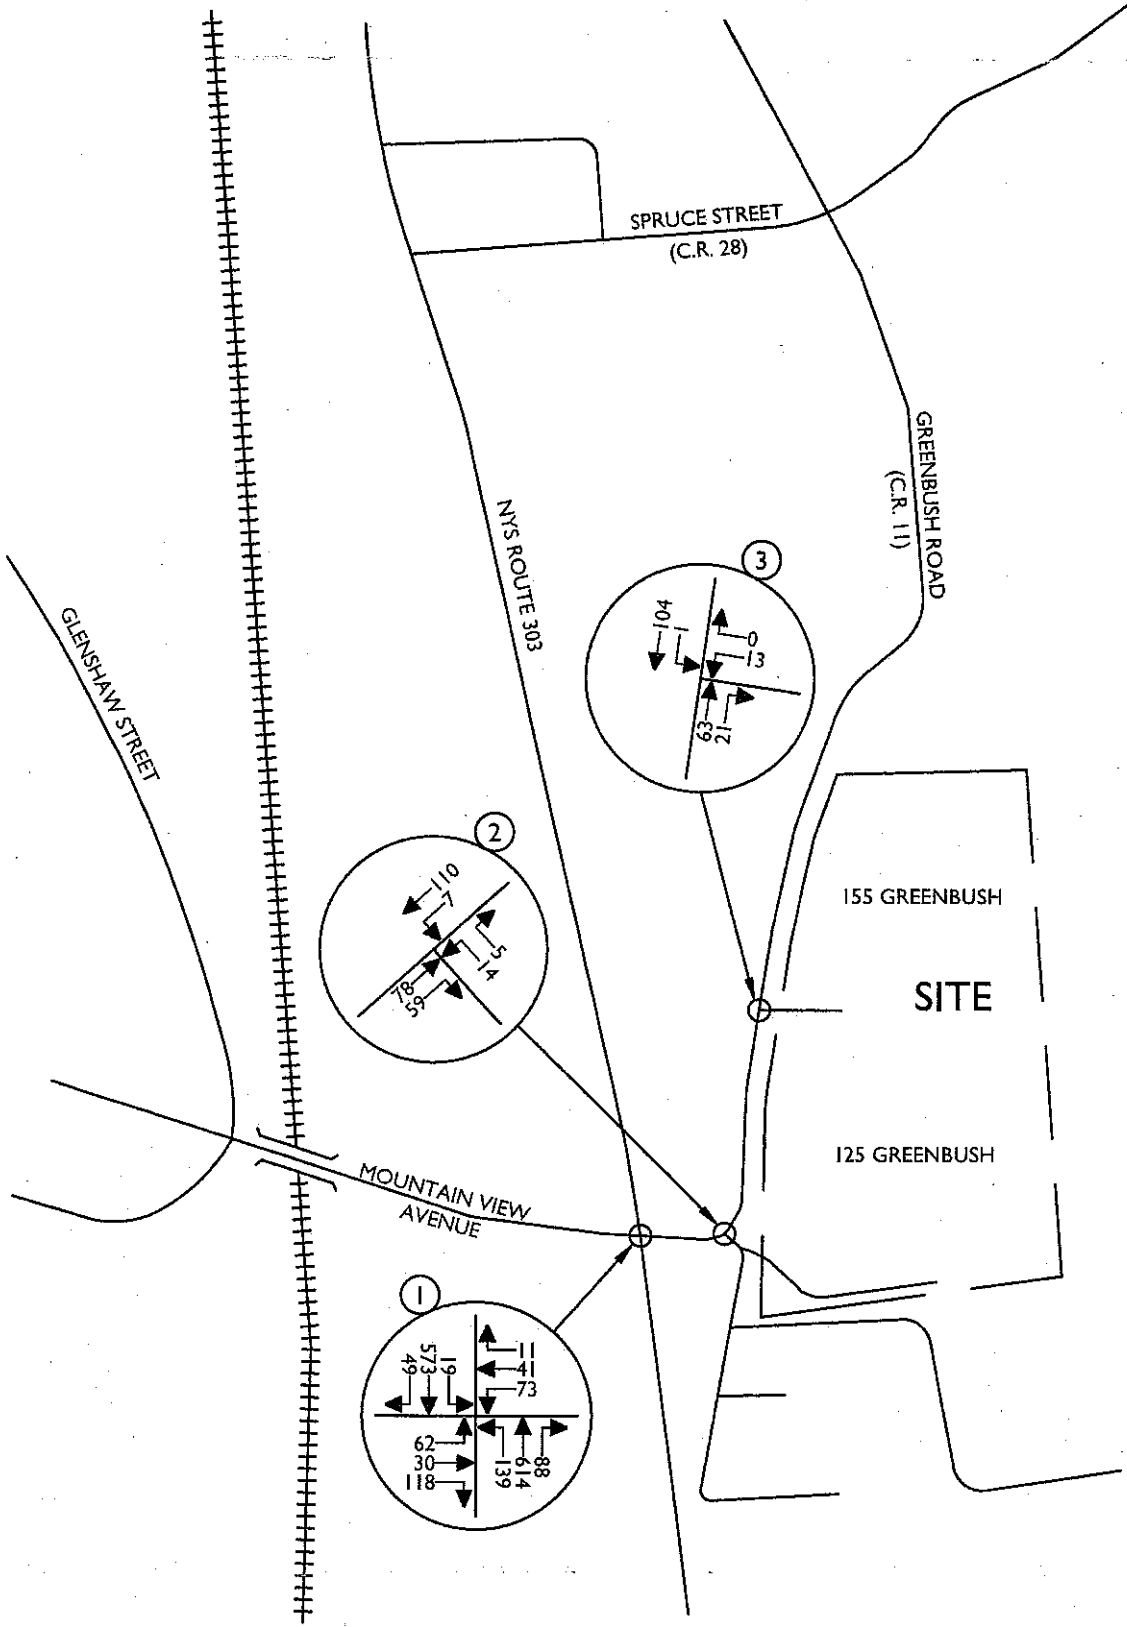 SPRUCE STREET
(C.R. 28)
GREENBUSH ROAD
(C.R. 11)
NYS ROUTE 303
GLENSHAW STREET
3
104
1
0
13
63
21
2
110
7
5
14
78
59
155 GREENBUSH
SITE
125 GREENBUSH
MOUNTAIN VIEW
AVENUE
1
49
573
19
11
41
73
62
30
118
139
614
88